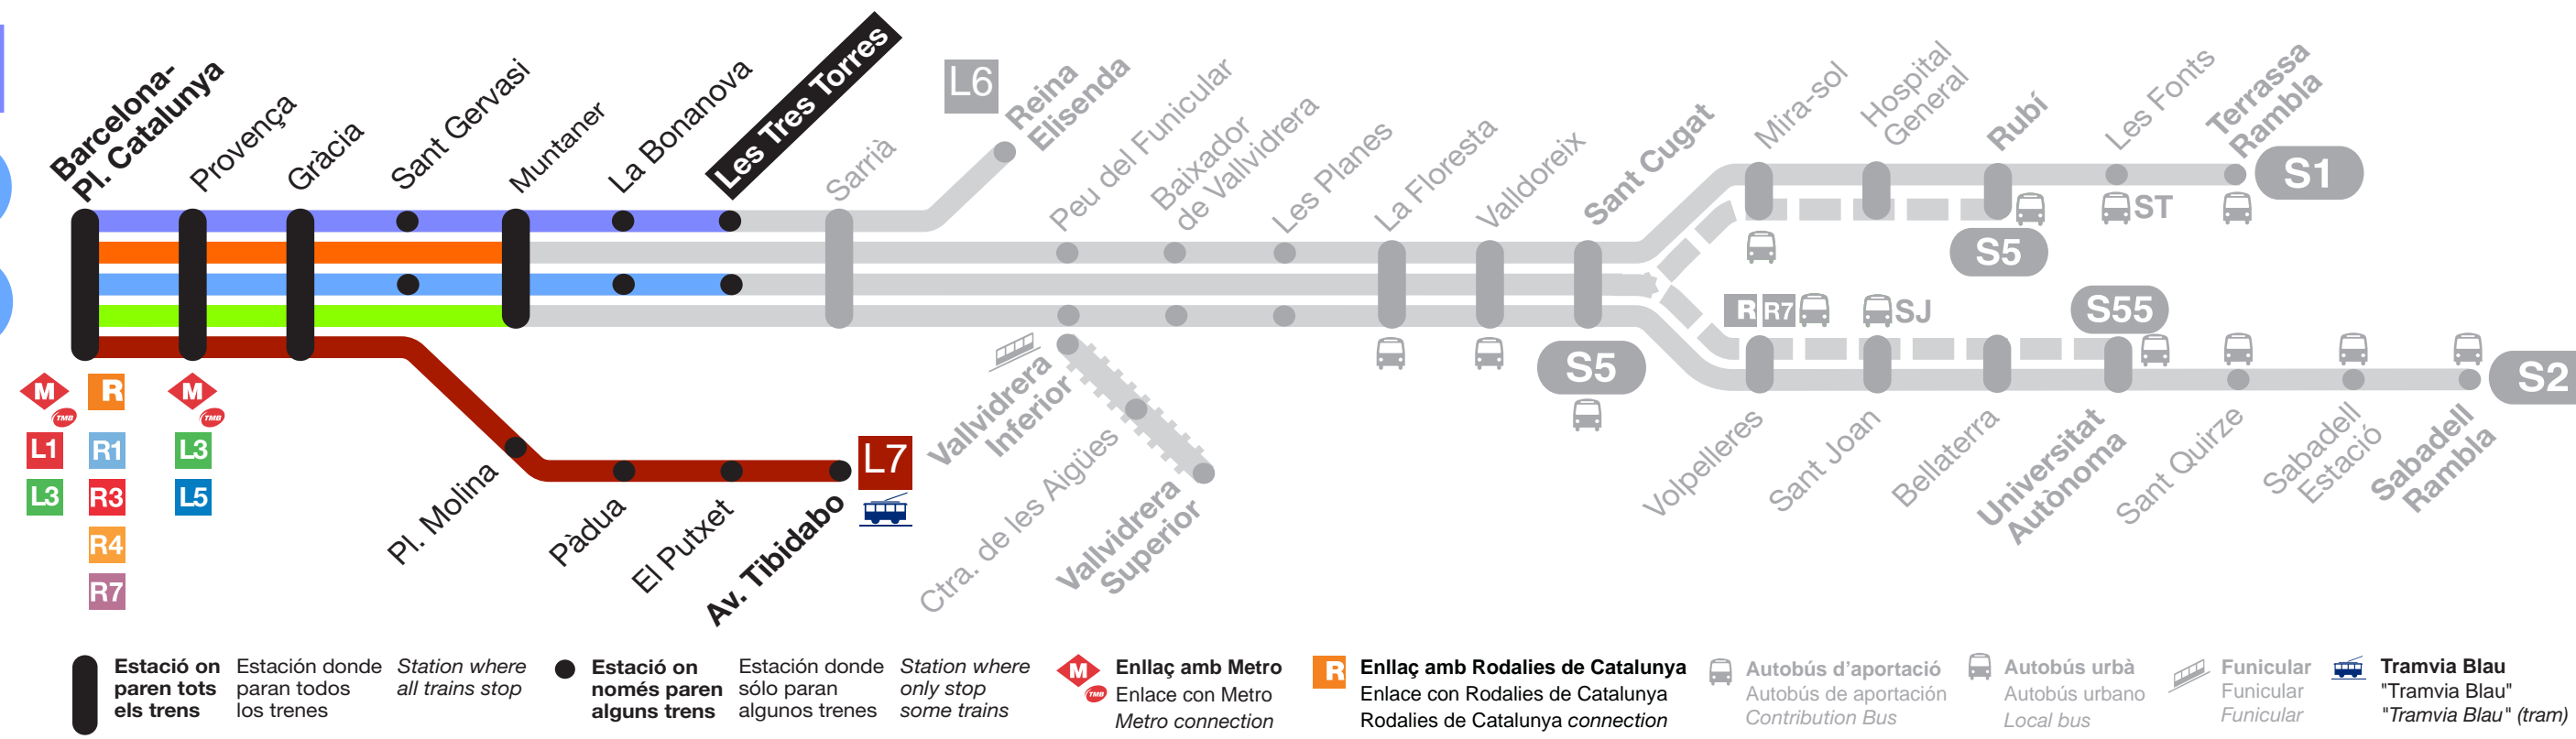 Barcelona-
Pl. Catalunya
Provença
Gràcia
Sant Gervasi
Muntaner
La Bonanova
Les Tres Torres
Sarrià
L6
Reina
Elisenda
Peu del Funicular
Baixador
de Vallvidrera
Les Planes
La Floresta
Valldoreix
Sant Cugat
Mira-sol
Hospital
General
Rubí
Les Fonts
Terrassa
Rambla
S1
ST
S5
R R7
SJ
S55
S5
S2
M
TMB
R
M
TMB
L1
R1
L3
L3
R3
L5
R4
R7
Pl. Molina
Pàdua
El Putxet
Av. Tibidabo
L7
Vallvidrera
Inferior
Ctra. de les Aigües
Vallvidrera
Superior
Volpelleres
Sant Joan
Bellaterra
Universitat
Autònoma
Sant Quirze
Sabadell
Estació
Sabadell
Rambla
Estació on
paren tots
els trens
Estación donde
paran todos
los trenes
Station where
all trains stop
Estació on
només paren
alguns trens
Estación donde
sólo paran
algunos trenes
Station where
only stop
some trains
M
TMB
Enllaç amb Metro
Enlace con Metro
Metro connection
R
Enllaç amb Rodalies de Catalunya
Enlace con Rodalies de Catalunya
Rodalies de Catalunya connection
Autobús d'aportació
Autobús de aportación
Contribution Bus
Autobús urbà
Autobús urbano
Local bus
Funicular
Funicular
Funicular
Tramvia Blau
"Tramvia Blau"
"Tramvia Blau" (tram)